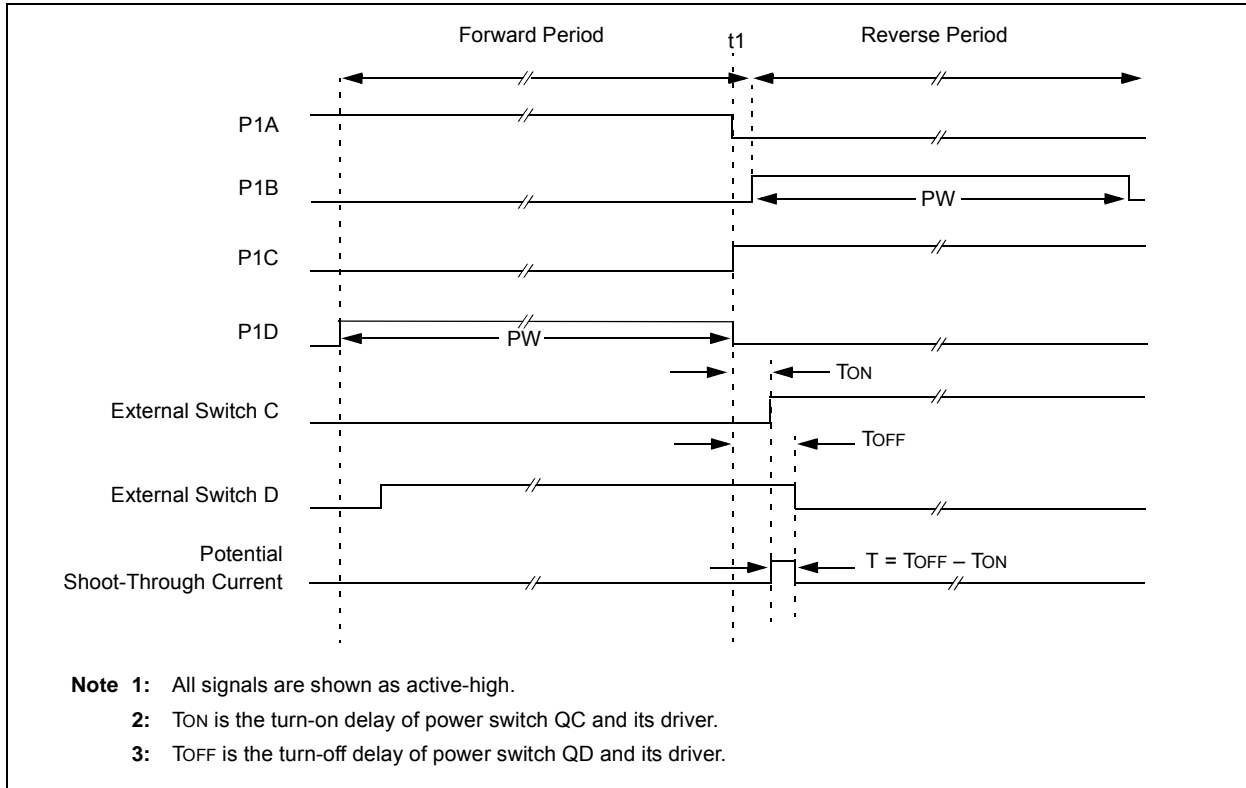 Forward Period
t1
Reverse Period
P1A
P1B
PW
P1C
P1D
PW
TON
External Switch C
TOFF
External Switch D
Potential
Shoot-Through Current
T = TOFF – TON
Note 1: All signals are shown as active-high.
2: TON is the turn-on delay of power switch QC and its driver.
3: TOFF is the turn-off delay of power switch QD and its driver.